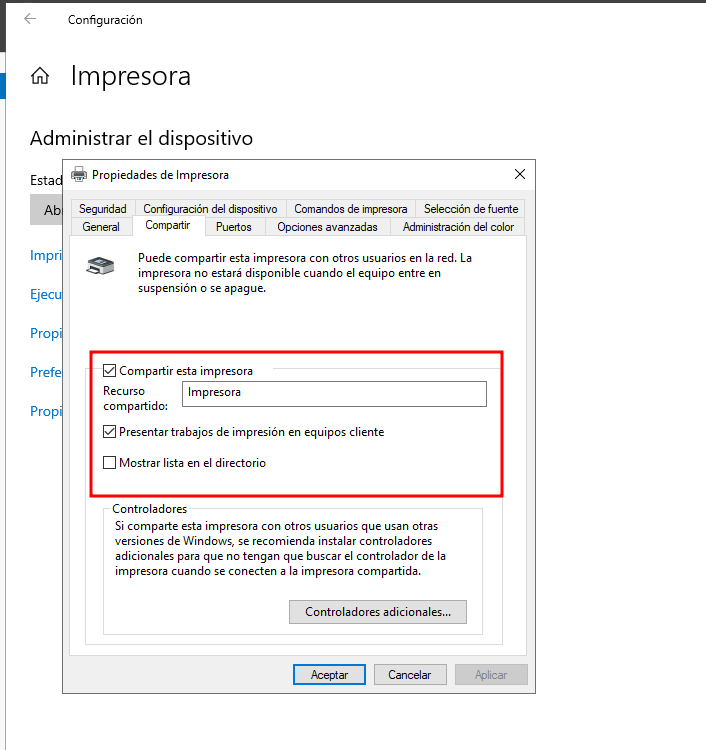 Configuración
Impresora
Administrar el dispositivo
Estad
Ab
Impri
Ejecu
Propi
Prefe
Propi
Propiedades de Impresora
Seguridad Configuración del dispositivo Comandos de impresora Selección de fuente
General Compartir Puertos Opciones avanzadas Administración del color
Puede compartir esta impresora con otros usuarios en la red. La
impresora no estará disponible cuando el equipo entre en
suspensión o se apague.
Compartir esta impresora
Recurso
compartido:
Impresora
Presentar trabajos de impresión en equipos cliente
Mostrar lista en el directorio
Controladores
Si comparte esta impresora con otros usuarios que usan otras
versiones de Windows, se recomienda instalar controladores
adicionales para que no tengan que buscar el controlador de la
impresora cuando se conecten a la impresora compartida.
Controladores adicionales...
Aceptar Cancelar Aplicar